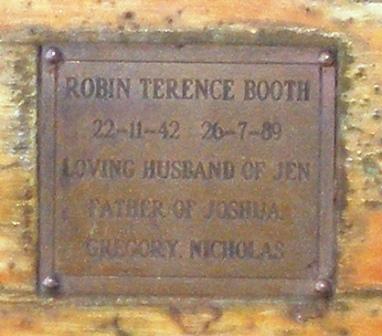 ROBIN TERENCE BOOTH
22-11-42 26-7-89
LOVING HUSBAND OF JEN
FATHER OF JOSHUA,
GREGORY, NICHOLAS